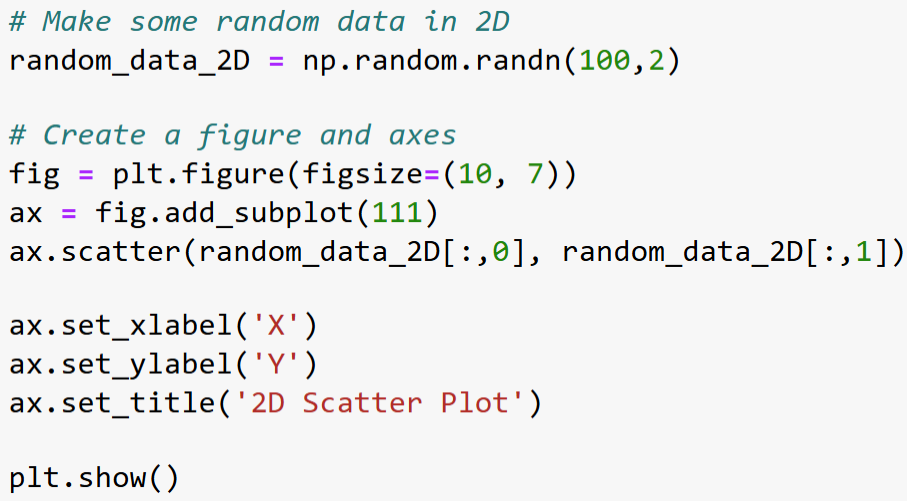 # Make some random data in 2D
random_data_2D = np.random.randn(100,2)
# Create a figure and axes
fig = plt.figure(figsize=(10, 7))
ax = fig.add_subplot(111)
ax.scatter(random_data_2D[:,0], random_data_2D[:,1])
ax.set_xlabel('X')
ax.set_ylabel('Y')
ax.set_title('2D Scatter Plot')
plt.show()